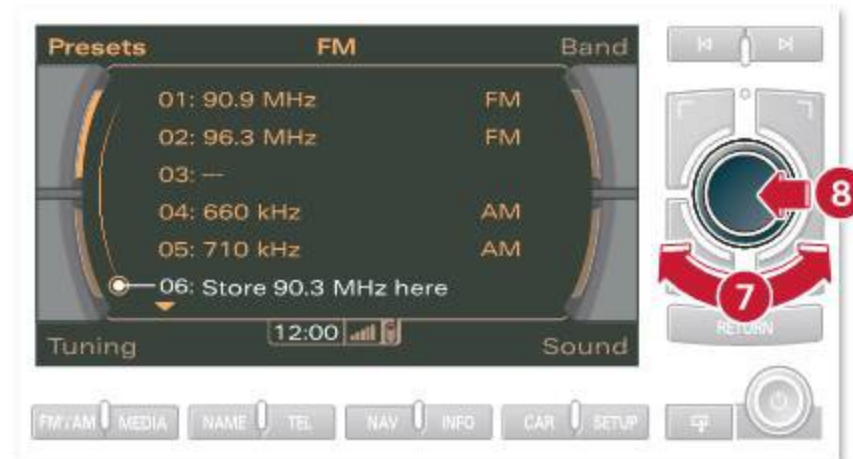 Presets FM Band
01: 90.9 MHz FM
02: 96.3 MHz FM
03: ---
04: 660 kHz AM
05: 710 kHz AM
06: Store 90.3 MHz here
12:00
Tuning Sound
8
7
RETURN
FM/AM MEDIA NAME TEL NAV INFO CAR SETUP